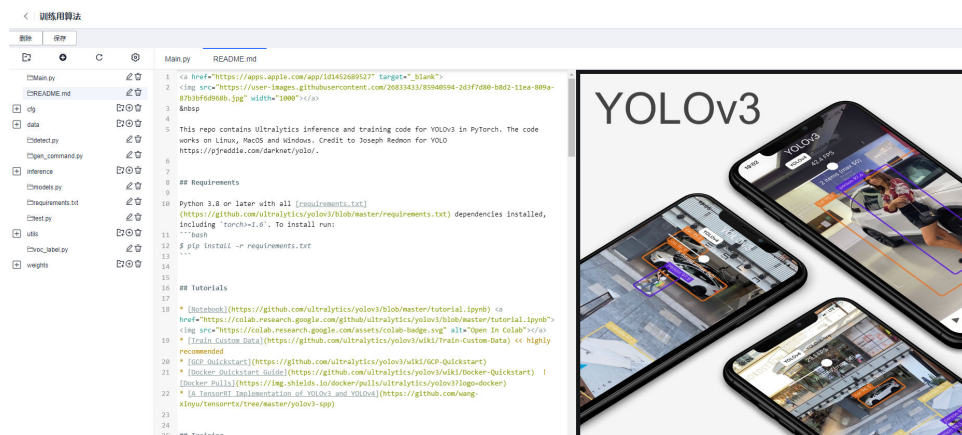 训练用算法
删除 保存
Main.py README.md
Main.py
README.md
cfg
data
detect.py
gen_command.py
inference
models.py
requirements.txt
test.py
utils
voc_label.py
weights
1 <a href="https://apps.apple.com/app/id1452689527" target="_blank">
2 <img src="https://user-images.githubusercontent.com/26833433/85940594-2d3f7d80-b8d2-11ea-809a-
87b3bf6d968b.jpg" width="1000"></a>
3 &nbsp
4
5 This repo contains Ultralytics inference and training code for YOLOv3 in PyTorch. The code
works on Linux, MacOS and Windows. Credit to Joseph Redmon for YOLO
https://pjreddie.com/darknet/yolo/.
6
7
8 ## Requirements
9
10 Python 3.8 or later with all [requirements.txt]
(https://github.com/ultralytics/yolov3/blob/master/requirements.txt) dependencies installed,
including `torch>=1.6`. To install run:
11 ```bash
12 $ pip install -r requirements.txt
13 ```
14
15
16 ## Tutorials
17
18 * [Notebook](https://github.com/ultralytics/yolov3/blob/master/tutorial.ipynb) <a
href="https://colab.research.google.com/github/ultralytics/yolov3/blob/master/tutorial.ipynb">
<img src="https://colab.research.google.com/assets/colab-badge.svg" alt="Open In Colab"></a>
19 * [Train Custom Data](https://github.com/ultralytics/yolov3/wiki/Train-Custom-Data) << highly
recommended
20 * [GCP Quickstart](https://github.com/ultralytics/yolov3/wiki/GCP-Quickstart)
21 * [Docker Quickstart Guide](https://github.com/ultralytics/yolov3/wiki/Docker-Quickstart) !
[Docker Pulls](https://img.shields.io/docker/pulls/ultralytics/yolov3?logo=docker)
22 * [A TensorRT Implementation of YOLOv3 and YOLOv4](https://github.com/wang-
xinyu/tensorrtx/tree/master/yolov3-spp)
23
24
YOLOv3
19:02
YOLOv3
42.4 FPS
2 items (max 50)